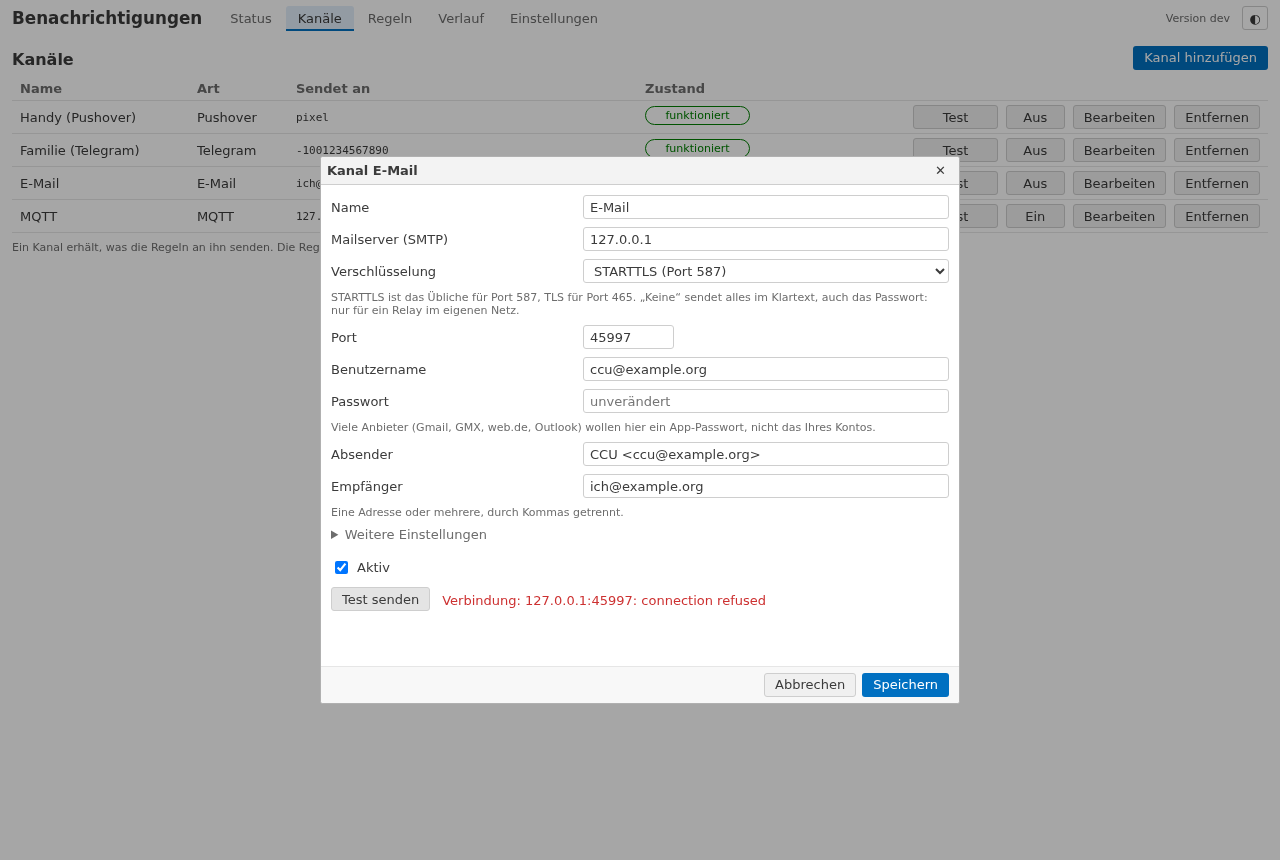 Benachrichtigungen Status Kanäle Regeln Verlauf Einstellungen Version dev
Kanäle Kanal hinzufügen
Name Art Sendet an Zustand
Handy (Pushover) Pushover pixel funktioniert Test Aus Bearbeiten Entfernen
Familie (Telegram) Telegram -1001234567890 funktioniert Test Aus Bearbeiten Entfernen
E-Mail E-Mail Aus Bearbeiten Entfernen
MQTT MQTT Ein Bearbeiten Entfernen
Ein Kanal erhält, was die Regeln an ihn senden. Die
Kanal E-Mail ✕
Name E-Mail
Mailserver (SMTP) 127.0.0.1
Verschlüsselung STARTTLS (Port 587)
STARTTLS ist das Übliche für Port 587, TLS für Port 465. „Keine“ sendet alles im Klartext, auch das Passwort:
nur für ein Relay im eigenen Netz.
Port 45997
Benutzername ccu@example.org
Passwort unverändert
Viele Anbieter (Gmail, GMX, web.de, Outlook) wollen hier ein App-Passwort, nicht das Ihres Kontos.
Absender CCU <ccu@example.org>
Empfänger ich@example.org
Eine Adresse oder mehrere, durch Kommas getrennt.
Weitere Einstellungen
Aktiv
Test senden Verbindung: 127.0.0.1:45997: connection refused
Abbrechen Speichern